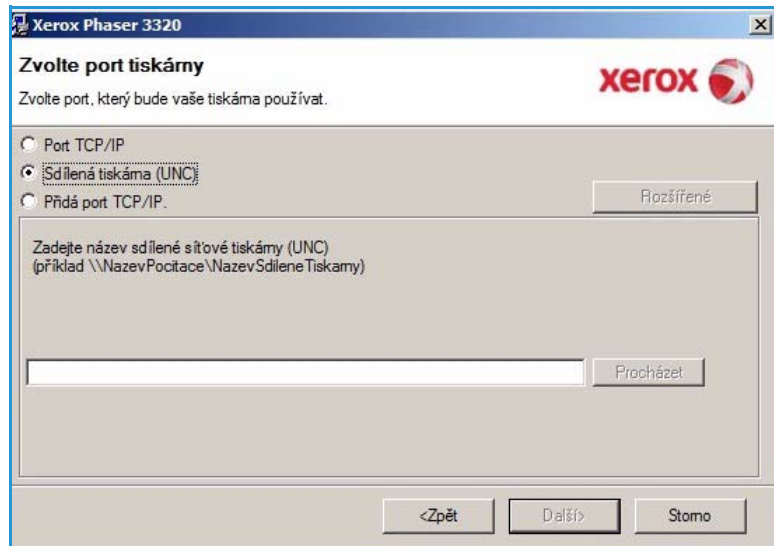 Xerox Phaser 3320
Zvolte port tiskárny
Zvolte port, který bude vaše tiskárna používat.
xerox
Port TCP/IP
Sdílená tiskárna (UNC)
Přidá port TCP/IP.
Rozšířené
Zadejte název sdílené síťové tiskárny (UNC)
(příklad \\NazevPocitace\NazevSdileneTiskarny)
Procházet
<Zpět
Další>
Storno